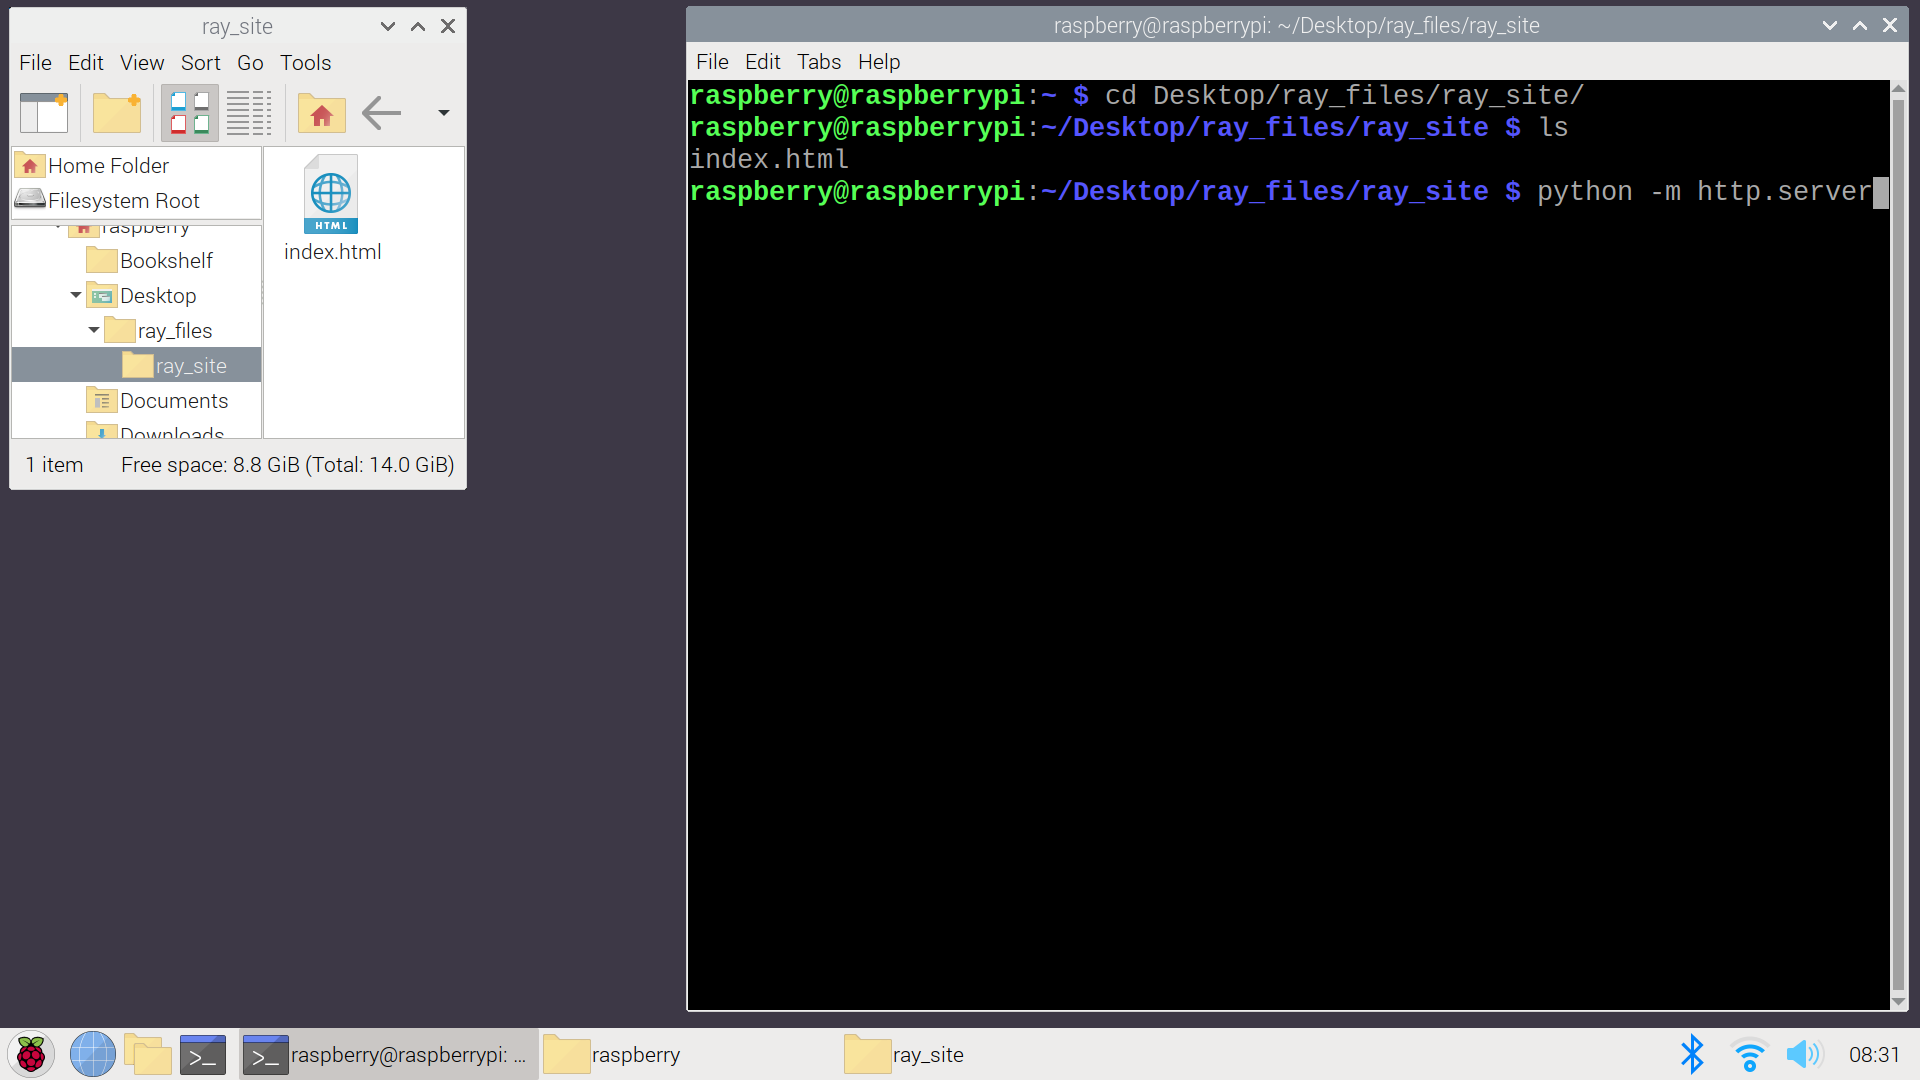 ray_site
File Edit View Sort Go Tools
Home Folder
Filesystem Root
raspberry
Bookshelf
Desktop
ray_files
ray_site
Documents
Downloads
HTML
index.html
1 item Free space: 8.8 GiB (Total: 14.0 GiB)
raspberry@raspberrypi: ~/Desktop/ray_files/ray_site
File Edit Tabs Help
raspberry@raspberrypi:~ $ cd Desktop/ray_files/ray_site/
raspberry@raspberrypi:~/Desktop/ray_files/ray_site $ ls
index.html
raspberry@raspberrypi:~/Desktop/ray_files/ray_site $ python -m http.server
>_ >_ raspberry@raspberrypi: ... raspberry ray_site 08:31